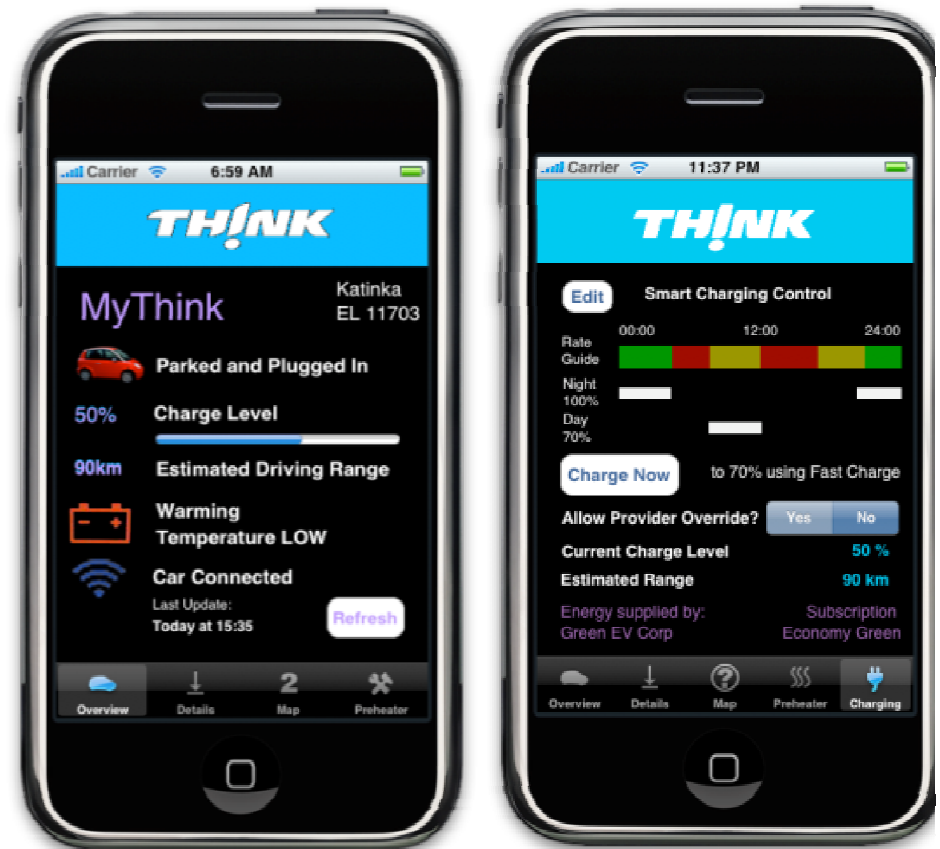 Carrier 6:59 AM
TH!NK
MyThink
Katinka
EL 11703
Parked and Plugged In
50% Charge Level
90km Estimated Driving Range
Warming
Temperature LOW
Car Connected
Last Update:
Today at 15:35
Refresh
Overview Details 2 Map Preheater
Carrier 11:37 PM
TH!NK
Edit Smart Charging Control
00:00 12:00 24:00
Rate
Guide
Night
100%
Day
70%
Charge Now to 70% using Fast Charge
Allow Provider Override? Yes No
Current Charge Level 50 %
Estimated Range 90 km
Energy supplied by: Subscription
Green EV Corp Economy Green
?
Overview Details Map Preheater Charging